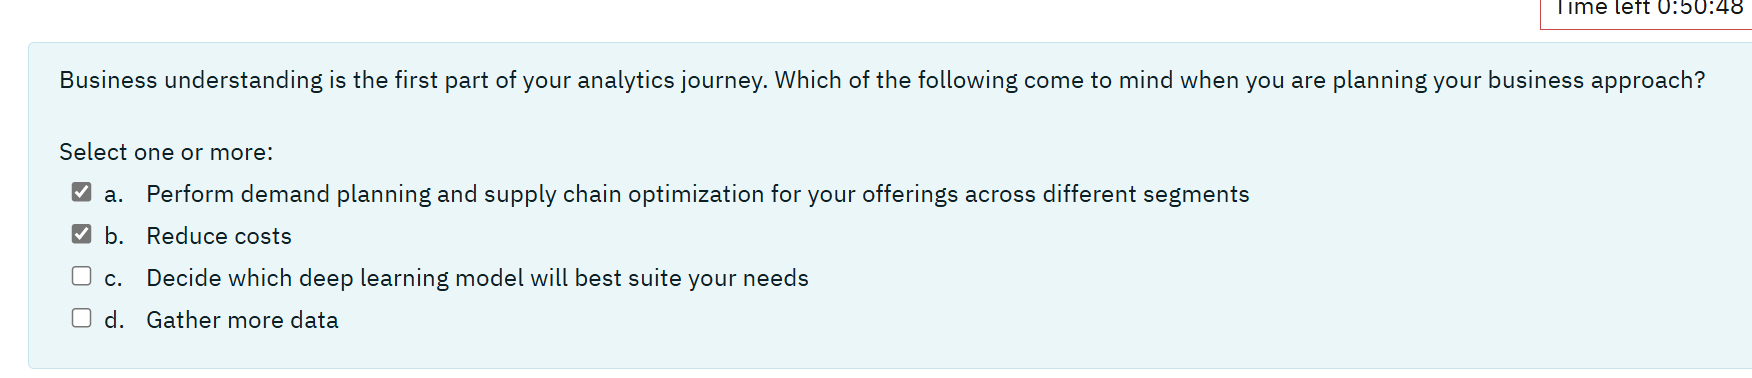 Time left 0:50:48
Business understanding is the first part of your analytics journey. Which of the following come to mind when you are planning your business approach?
Select one or more:
a. Perform demand planning and supply chain optimization for your offerings across different segments
b. Reduce costs
c. Decide which deep learning model will best suite your needs
d. Gather more data